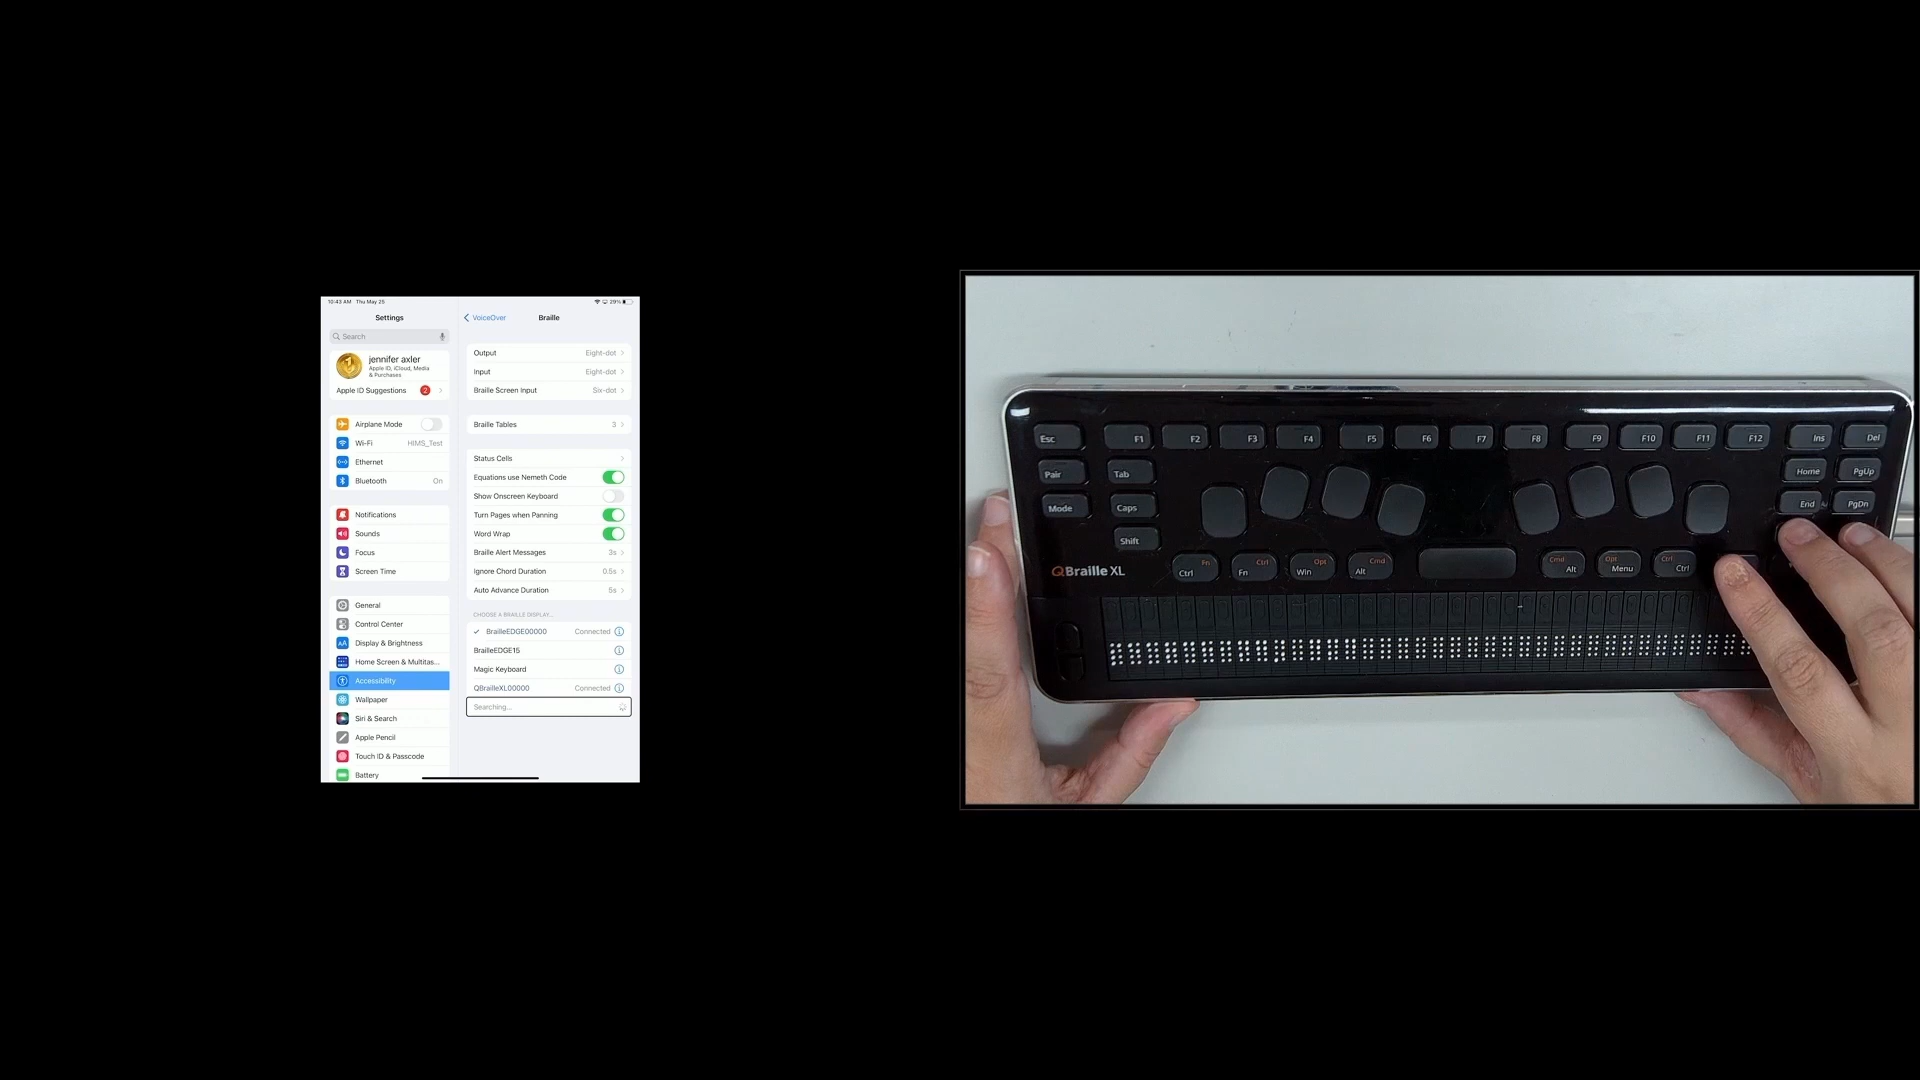 10:43 AM Thu May 25
29%
Settings
Search
jennifer axler
Apple ID, iCloud, Media
& Purchases
Apple ID Suggestions 2
Airplane Mode
Wi-Fi HIMS_Test
Ethernet
Bluetooth On
Notifications
Sounds
Focus
Screen Time
General
Control Center
Display & Brightness
Home Screen & Multitas...
Accessibility
Wallpaper
Siri & Search
Apple Pencil
Touch ID & Passcode
Battery
VoiceOver Braille
Output Eight-dot
Input Eight-dot
Braille Screen Input Six-dot
Braille Tables 3
Status Cells
Equations use Nemeth Code
Show Onscreen Keyboard
Turn Pages when Panning
Word Wrap
Braille Alert Messages 3s
Ignore Chord Duration 0.5s
Auto Advance Duration 5s
CHOOSE A BRAILLE DISPLAY...
BrailleEDGE00000 Connected
BrailleEDGE15
Magic Keyboard
QBrailleXL00000 Connected
Searching...
Esc F1 F2 F3 F4 F5 F6 F7 F8 F9 F10 F11 F12 Ins Del
Pair Tab Home PgUp
Mode Caps End PgDn
Shift
QBraille XL
Ctrl Fn Fn Ctrl Win Opt Alt Cmd Cmd Alt Opt Menu Ctrl Ctrl